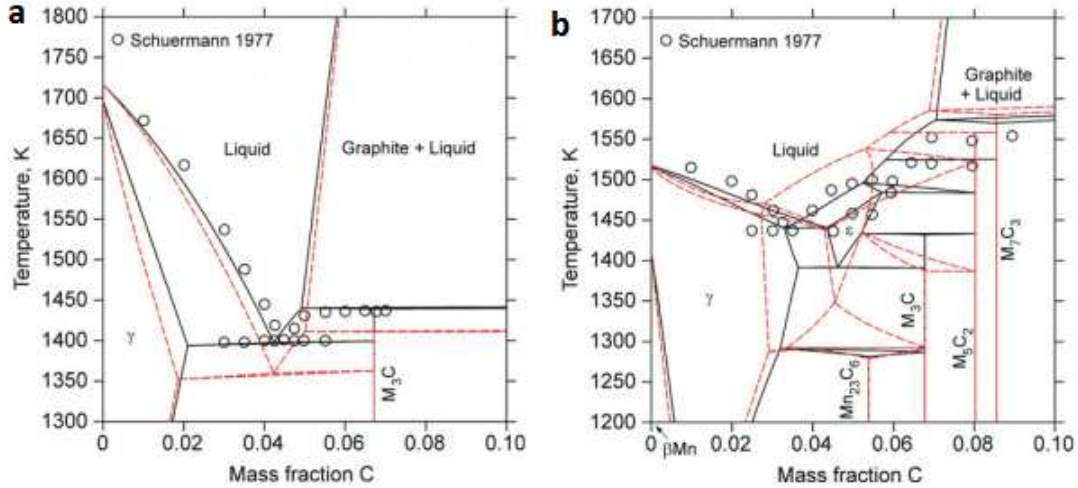 a
1800
1700
1600
1550
1500
1450
1400
1350
1300
1650
Temperature, K
Schuermann 1977
Liquid
Graphite + Liquid
γ
M3C
0
0.02
0.04
0.06
0.08
0.10
Mass fraction C
b
1700
1600
1550
1500
1450
1400
1300
1250
1200
1650
1350
Temperature, K
Schuermann 1977
Graphite
+ Liquid
Liquid
ε
γ
Mn23C6
M3C
M5C2
M7C3
0
0.02
0.04
0.06
0.08
0.10
βMn
Mass fraction C